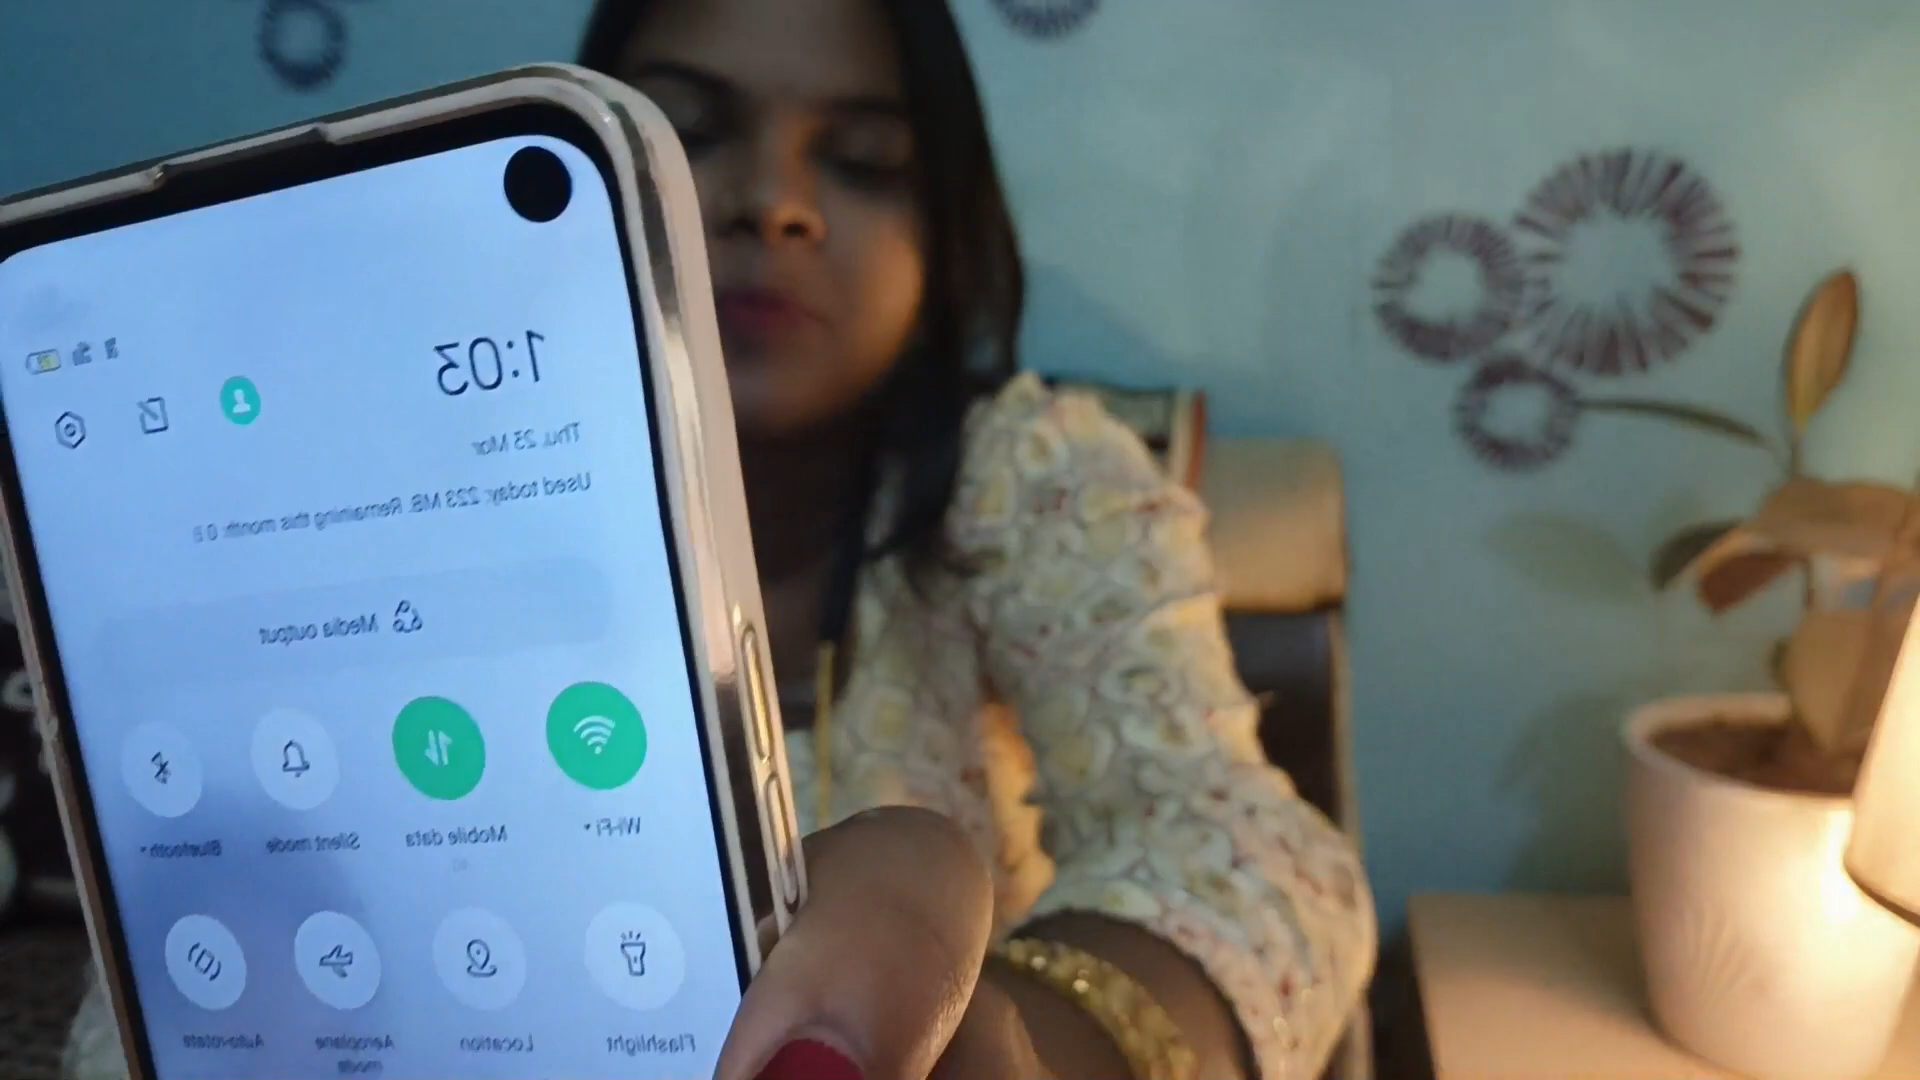 1:03
Thu, 23 Mar
Used today: 223 MB. Remaining this month: 0 B
Media output
Wi-Fi
Mobile data
Silent mode
Bluetooth
Flashlight
Location
Aeroplane
mode
Auto-rotate